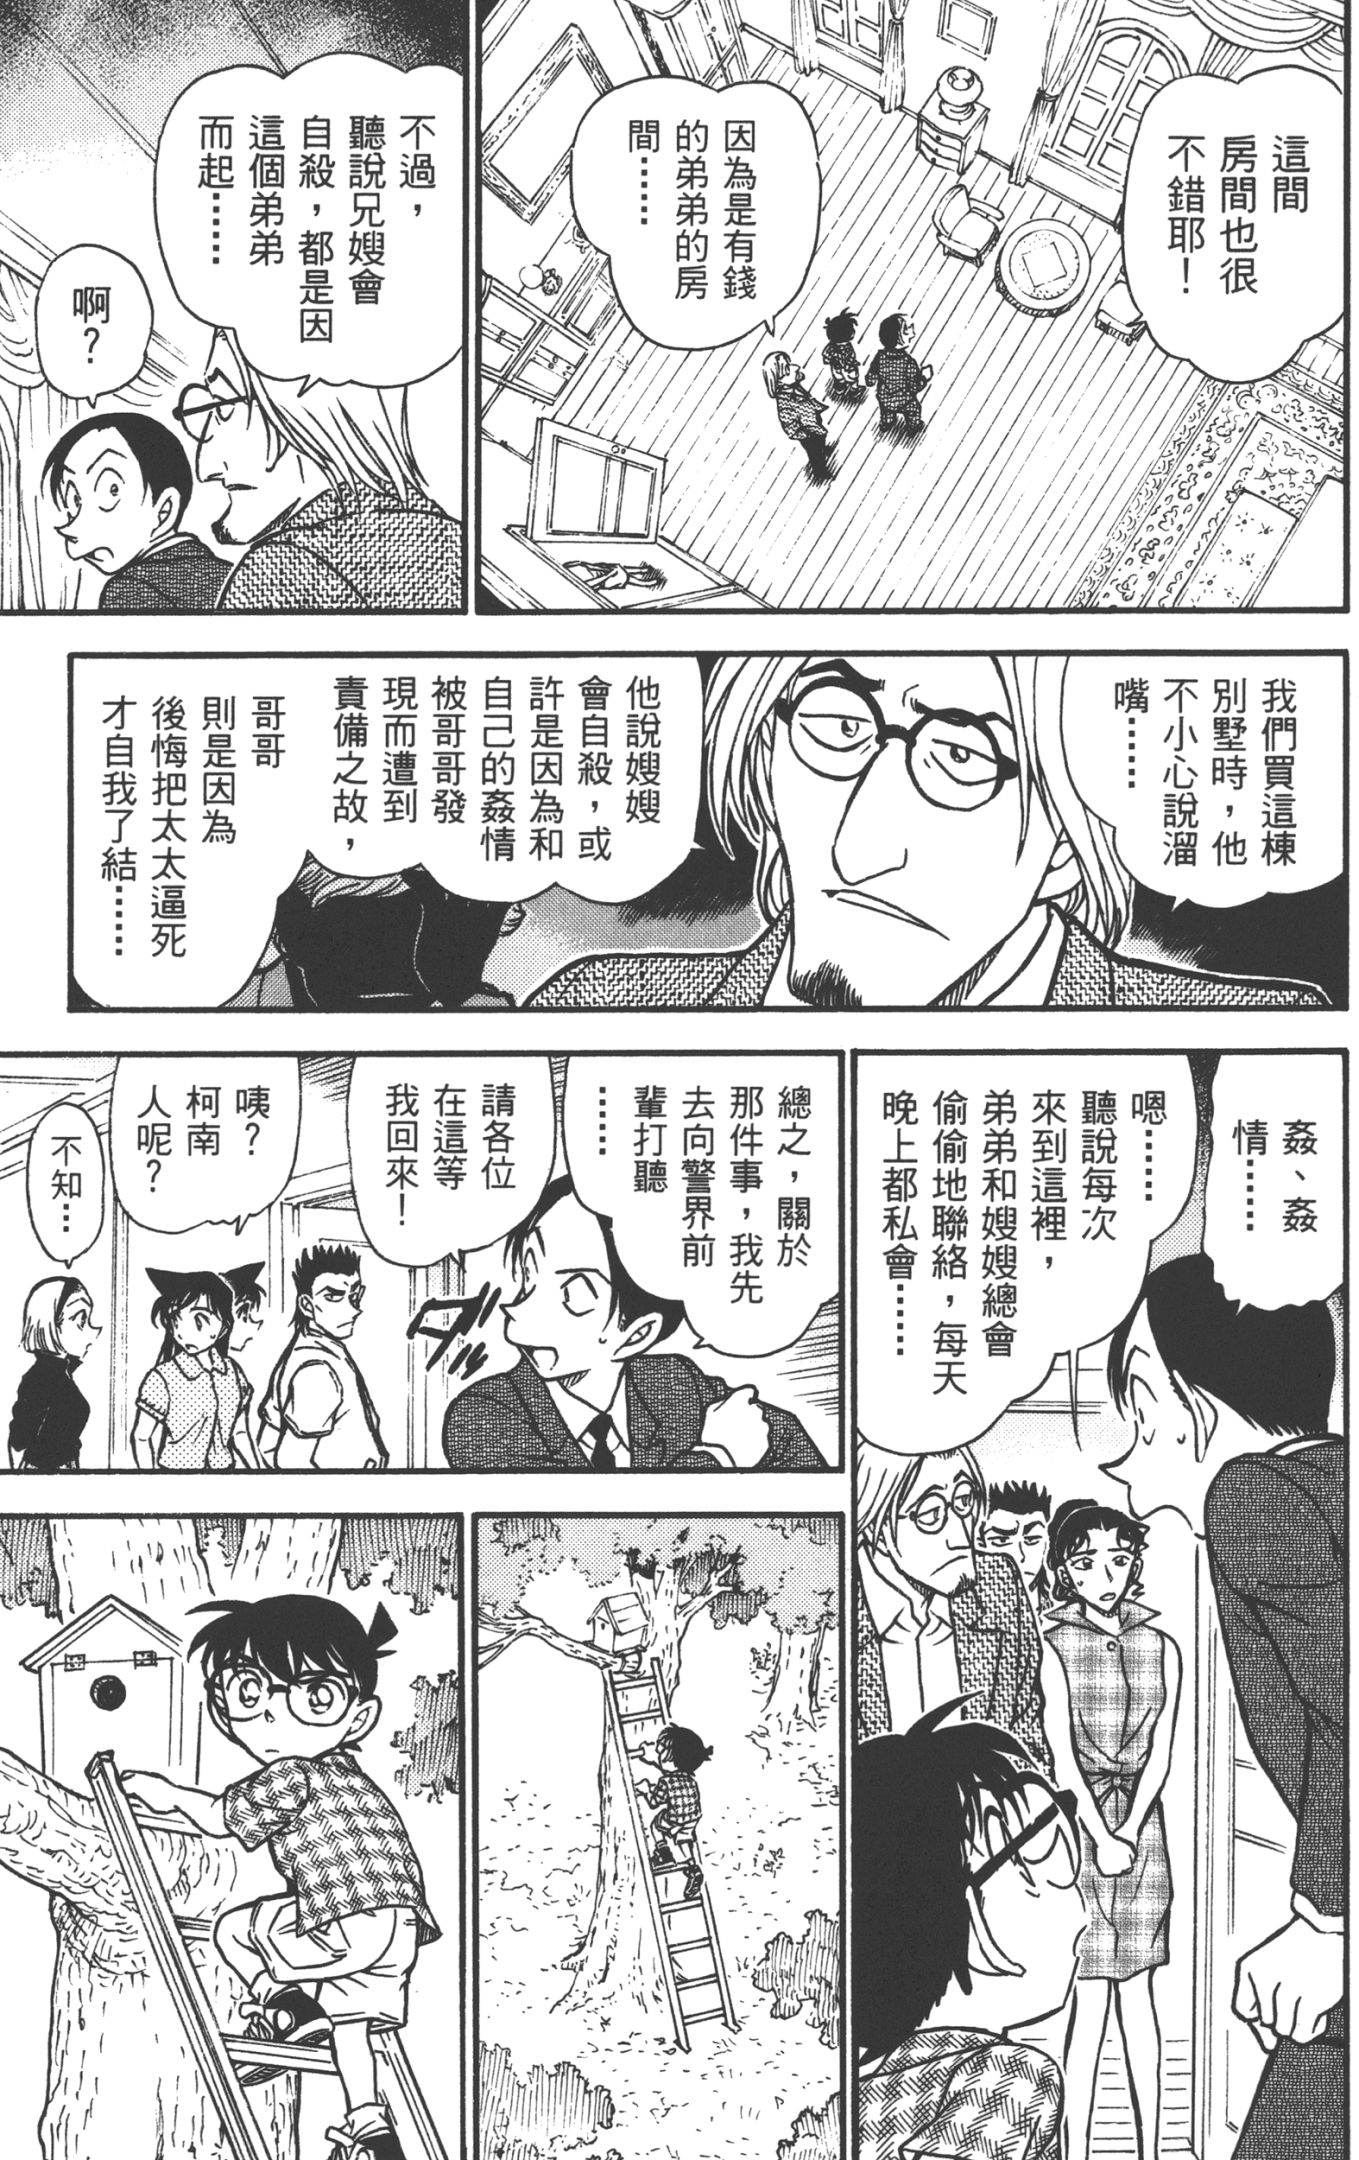 這間
房間也很
不錯耶！
因為是有錢
的弟弟的房
間……
不過，
聽說兄嫂會
自殺，都是因
這個弟弟
而起……
啊？
我們買這棟
別墅時，他
不小心說溜
嘴……
他說嫂嫂
會自殺，或
許是因為和
自己的姦情
被哥哥發
現而遭到
責備之故，
哥哥
則是因為
後悔把太太逼死
才自我了結……
姦、姦
情……
嗯……
聽說每次
來到這裡，
弟弟和嫂嫂總會
偷偷地聯絡，每天
晚上都私會……
總之，關於
那件事，我先
去向警界前
輩打聽
……
請各位
在這等
我回來！
ダッ
咦？
柯南
人呢？
不知…